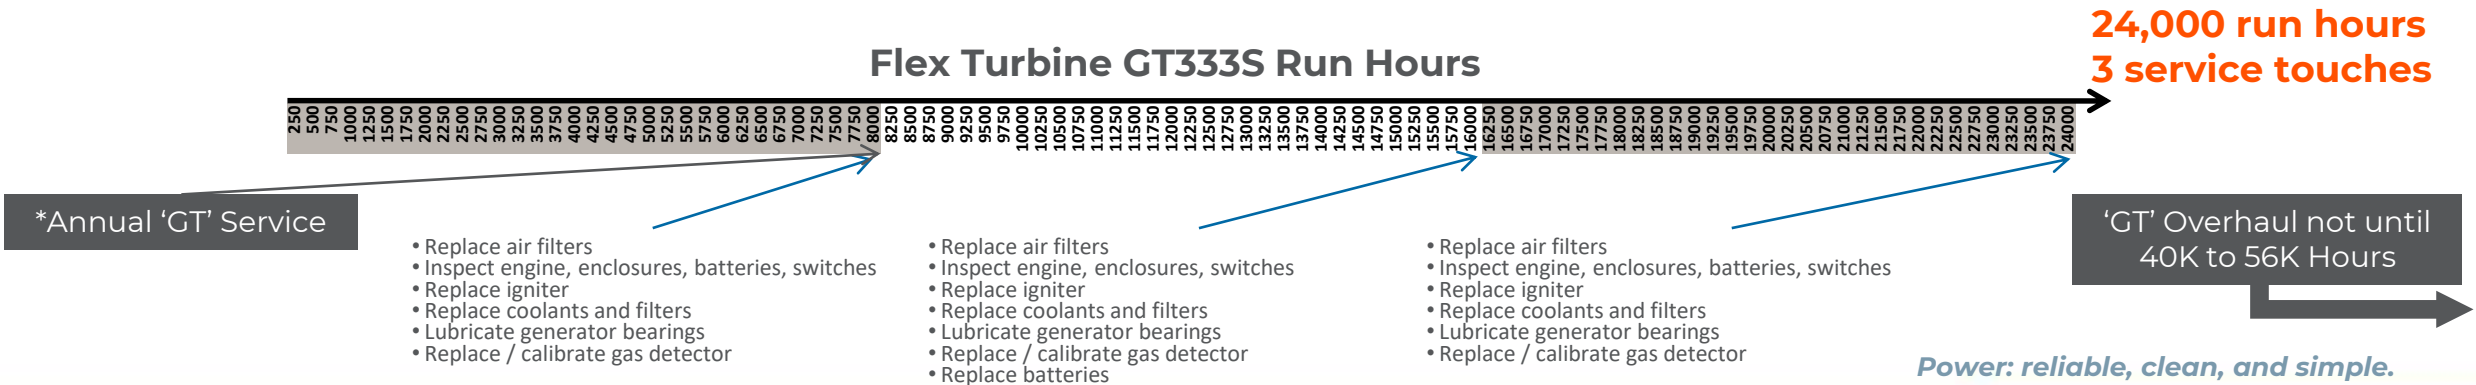 24,000 run hours
3 service touches
Flex Turbine GT333S Run Hours
250 500 750 1000 1250 1500 1750 2000 2250 2500 2750 3000 3250 3500 3750 4000 4250 4500 4750 5000 5250 5500 5750 6000 6250 6500 6750 7000 7250 7500 7750 8000 8250 8500 8750 9000 9250 9500 9750 10000 10250 10500 10750 11000 11250 11500 11750 12000 12250 12500 12750 13000 13250 13500 13750 14000 14250 14500 14750 15000 15250 15500 15750 16000 16250 16500 16750 17000 17250 17500 17750 18000 18250 18500 18750 19000 19250 19500 19750 20000 20250 20500 20750 21000 21250 21500 21750 22000 22250 22500 22750 23000 23250 23500 23750 24000
*Annual ‘GT’ Service
• Replace air filters
• Inspect engine, enclosures, batteries, switches
• Replace igniter
• Replace coolants and filters
• Lubricate generator bearings
• Replace / calibrate gas detector
• Replace air filters
• Inspect engine, enclosures, switches
• Replace igniter
• Replace coolants and filters
• Lubricate generator bearings
• Replace / calibrate gas detector
• Replace batteries
• Replace air filters
• Inspect engine, enclosures, batteries, switches
• Replace igniter
• Replace coolants and filters
• Lubricate generator bearings
• Replace / calibrate gas detector
‘GT’ Overhaul not until
40K to 56K Hours
Power: reliable, clean, and simple.